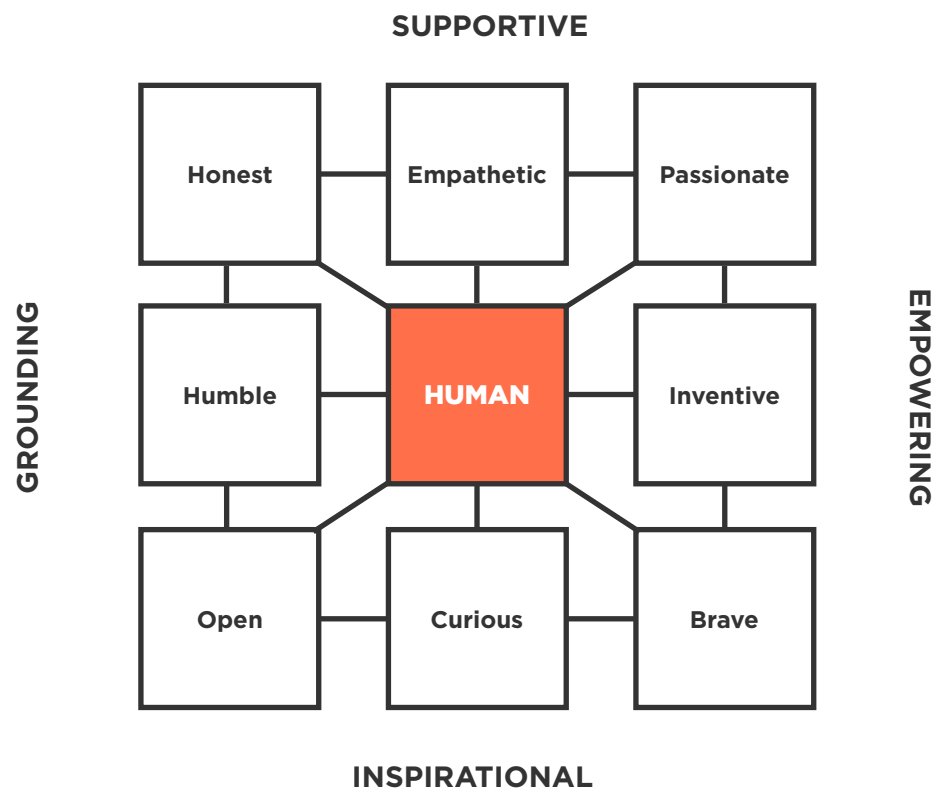 SUPPORTIVE
Honest
Empathetic
Passionate
GROUNDING
Humble
HUMAN
Inventive
EMPOWERING
Open
Curious
Brave
INSPIRATIONAL